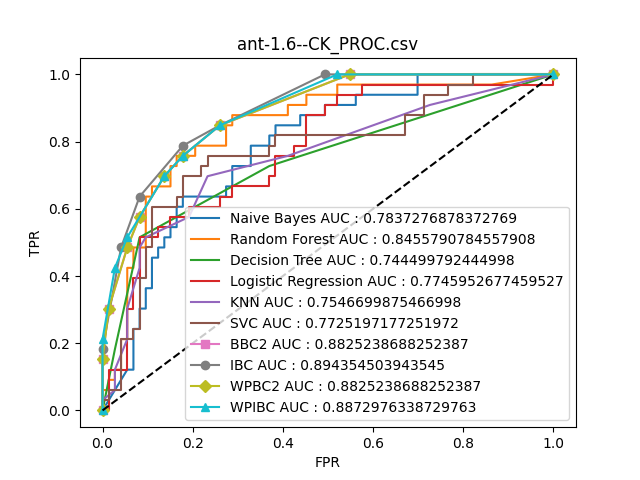 ant-1.6--CK_PROC.csv
1.0
0.8
0.6
0.4
0.2
0.0
TPR
Naive Bayes AUC : 0.7837276878372769
Random Forest AUC : 0.8455790784557908
Decision Tree AUC : 0.744499792444998
Logistic Regression AUC : 0.7745952677459527
KNN AUC : 0.7546699875466998
SVC AUC : 0.7725197177251972
BBC2 AUC : 0.8825238688252387
IBC AUC : 0.894354503943545
WPBC2 AUC : 0.8825238688252387
WPIBC AUC : 0.8872976338729763
0.0 0.2 0.4 0.6 0.8 1.0
FPR